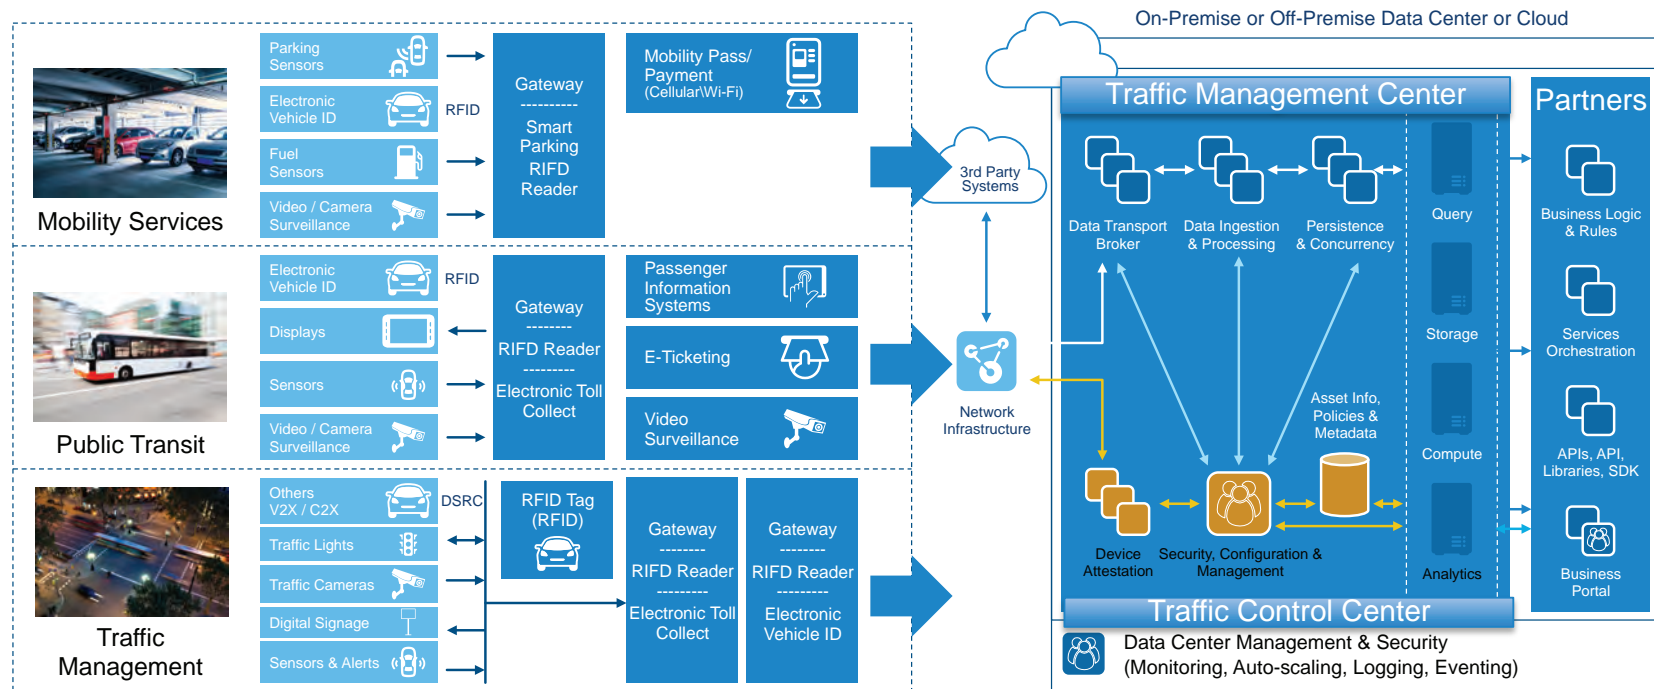 On-Premise or Off-Premise Data Center or Cloud
Parking
Sensors
Electronic
Vehicle ID
RFID
Fuel
Sensors
Video / Camera
Surveillance
Gateway
----------
Smart
Parking
RIFD
Reader
Mobility Pass/
Payment
(Cellular\Wi-Fi)
Mobility Services
Electronic
Vehicle ID
RFID
Displays
Sensors
Video / Camera
Surveillance
Gateway
--------
RIFD Reader
---------
Electronic Toll
Collect
Passenger
Information
Systems
E-Ticketing
Video
Surveillance
Public Transit
Others
V2X / C2X
DSRC
Traffic Lights
Traffic Cameras
Digital Signage
Sensors & Alerts
RFID Tag
(RFID)
Gateway
--------
RIFD Reader
---------
Electronic Toll
Collect
Gateway
--------
RIFD Reader
---------
Electronic
Vehicle ID
Traffic
Management
3rd Party
Systems
Network
Infrastructure
Traffic Management Center
Data Transport
Broker
Data Ingestion
& Processing
Persistence
& Concurrency
Query
Storage
Compute
Analytics
Asset Info,
Policies &
Metadata
Device
Attestation
Security, Configuration &
Management
Traffic Control Center
Partners
Business Logic
& Rules
Services
Orchestration
APIs, API,
Libraries, SDK
Business
Portal
Data Center Management & Security
(Monitoring, Auto-scaling, Logging, Eventing)